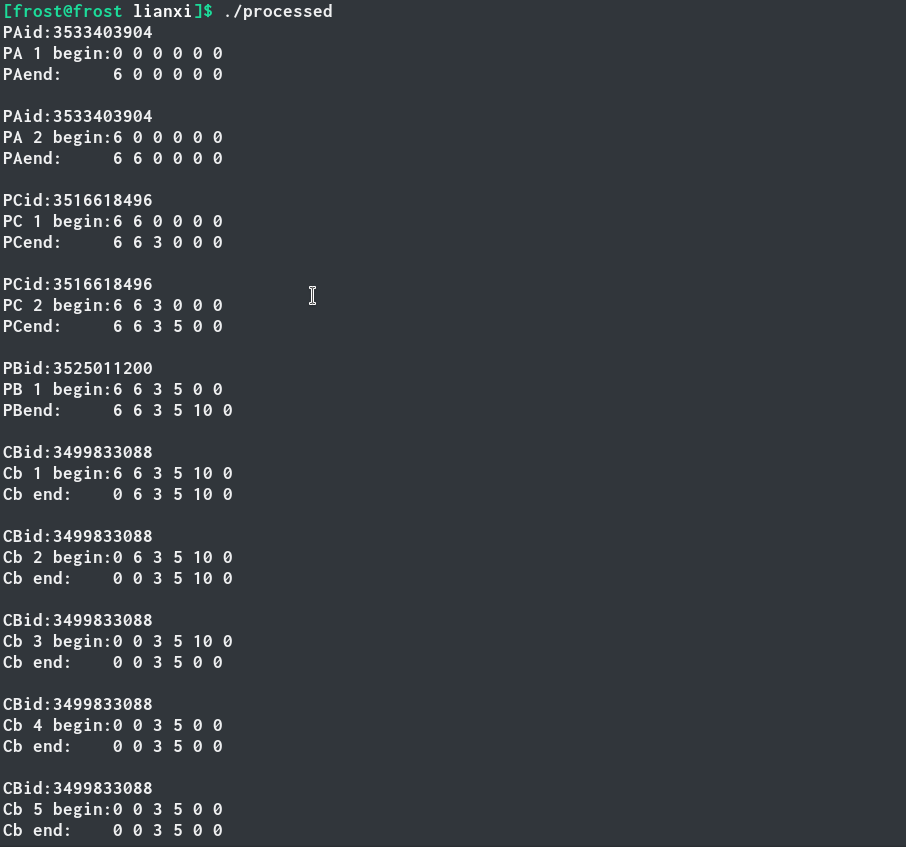 [frost@frost lianxi]$ ./processed
PAid:3533403904
PA 1 begin:0 0 0 0 0 0
PAend:     6 0 0 0 0 0
PAid:3533403904
PA 2 begin:6 0 0 0 0 0
PAend:     6 6 0 0 0 0
PCid:3516618496
PC 1 begin:6 6 0 0 0 0
PCend:     6 6 3 0 0 0
PCid:3516618496
PC 2 begin:6 6 3 0 0 0
PCend:     6 6 3 5 0 0
PBid:3525011200
PB 1 begin:6 6 3 5 0 0
PBend:     6 6 3 5 10 0
CBid:3499833088
Cb 1 begin:6 6 3 5 10 0
Cb end:    0 6 3 5 10 0
CBid:3499833088
Cb 2 begin:0 6 3 5 10 0
Cb end:    0 0 3 5 10 0
CBid:3499833088
Cb 3 begin:0 0 3 5 10 0
Cb end:    0 0 3 5 0 0
CBid:3499833088
Cb 4 begin:0 0 3 5 0 0
Cb end:    0 0 3 5 0 0
CBid:3499833088
Cb 5 begin:0 0 3 5 0 0
Cb end:    0 0 3 5 0 0